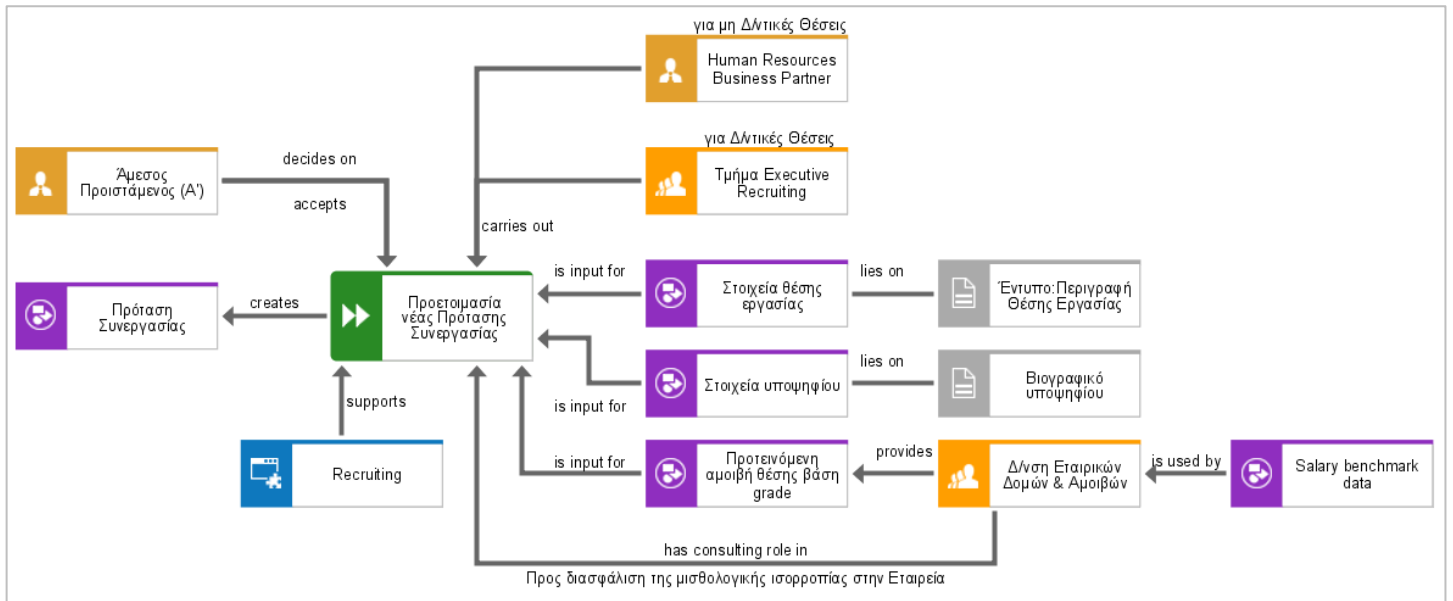 για μη Δ/ντικές Θέσεις
Human Resources
Business Partner
για Δ/ντικές Θέσεις
Τμήμα Executive
Recruiting
decides on
Άμεσος
Προιστάμενος (Α')
accepts
carries out
is input for
Στοιχεία θέσης
εργασίας
lies on
Έντυπο:Περιγραφή
Θέσης Εργασίας
Πρόταση
Συνεργασίας
creates
Προετοιμασία
νέας Πρότασης
Συνεργασίας
Στοιχεία υποψηφίου
lies on
Βιογραφικό
υποψηφίου
is input for
supports
Recruiting
is input for
Προτεινόμενη
αμοιβή θέσης βάση
grade
provides
Δ/νση Εταιρικών
Δομών & Αμοιβών
is used by
Salary benchmark
data
has consulting role in
Προς διασφάλιση της μισθολογικής ισορροπίας στην Εταιρεία